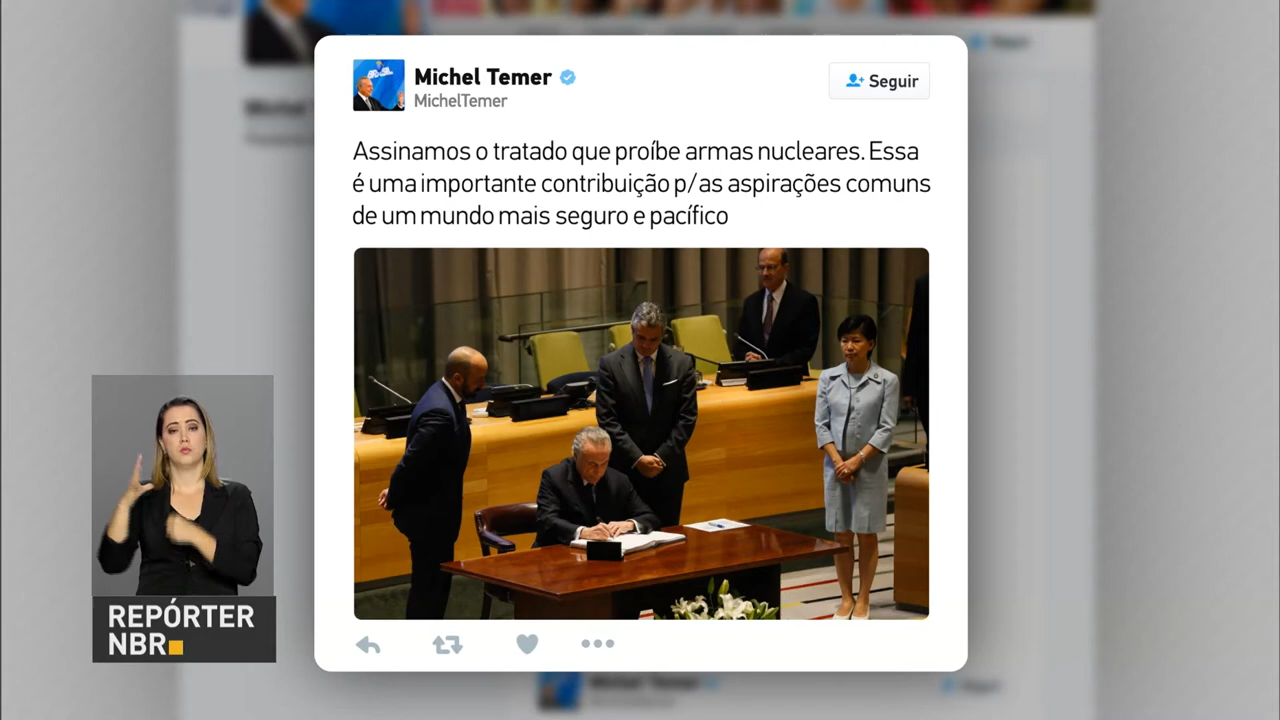 Michel Temer
MichelTemer
Seguir
Assinamos o tratado que proíbe armas nucleares. Essa
é uma importante contribuição p/as aspirações comuns
de um mundo mais seguro e pacífico
REPÓRTER
NBR